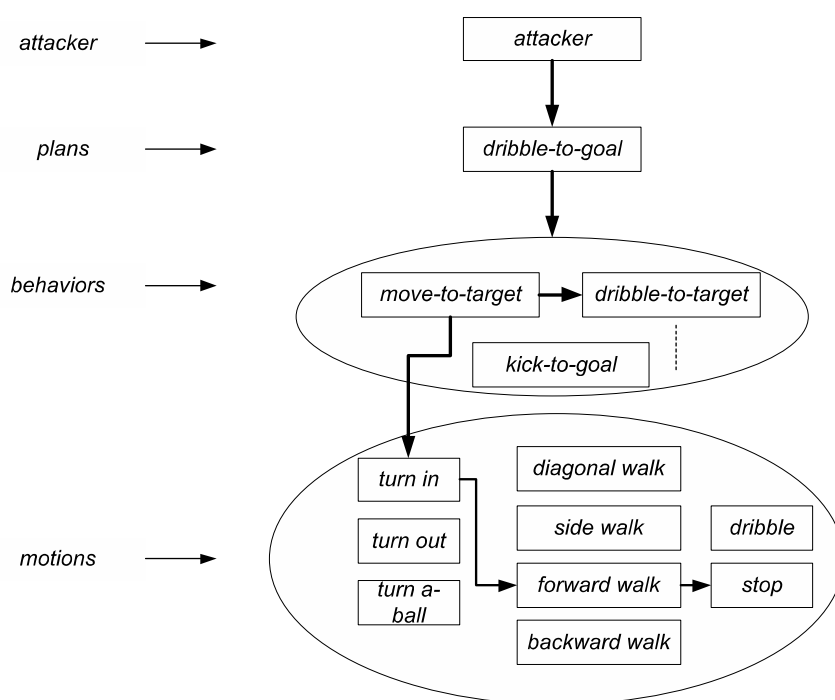 attacker
attacker
plans
dribble-to-goal
behaviors
move-to-target
dribble-to-target
kick-to-goal
motions
turn in
diagonal walk
turn out
side walk
dribble
turn a-
ball
forward walk
stop
backward walk